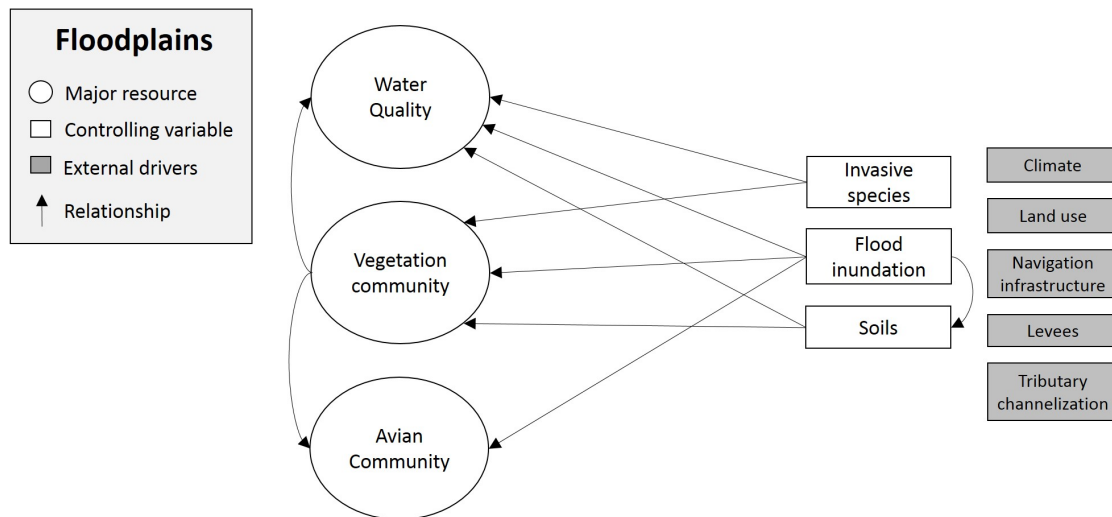 Floodplains
Major resource
Controlling variable
External drivers
Relationship
Water
Quality
Vegetation
community
Avian
Community
Invasive
species
Flood
inundation
Soils
Climate
Land use
Navigation
infrastructure
Levees
Tributary
channelization